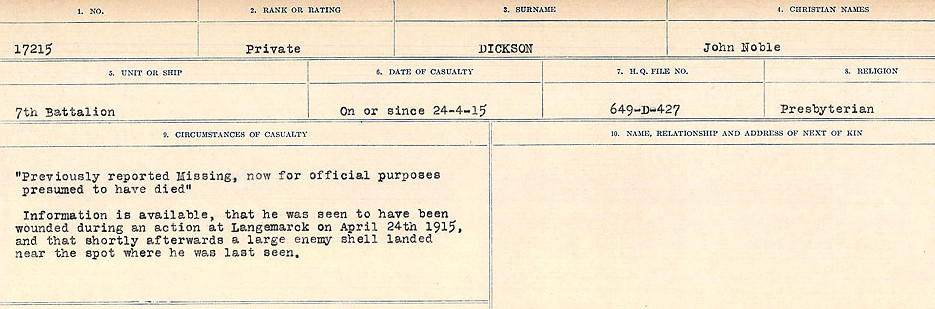 1. NO. 2. RANK OR RATING 3. SURNAME 4. CHRISTIAN NAMES
17215 Private DICKSON John Noble
5. UNIT OR SHIP 6. DATE OF CASUALTY 7. H. Q. FILE NO. 8. RELIGION
7th Battalion On or since 24-4-15 649-D-427 Presbyterian
9. CIRCUMSTANCES OF CASUALTY 10. NAME, RELATIONSHIP AND ADDRESS OF NEXT OF KIN
"Previously reported Missing, now for official purposes
presumed to have died"
Information is available, that he was seen to have been
wounded during an action at Langemarck on April 24th 1915,
and that shortly afterwards a large enemy shell landed
near the spot where he was last seen.